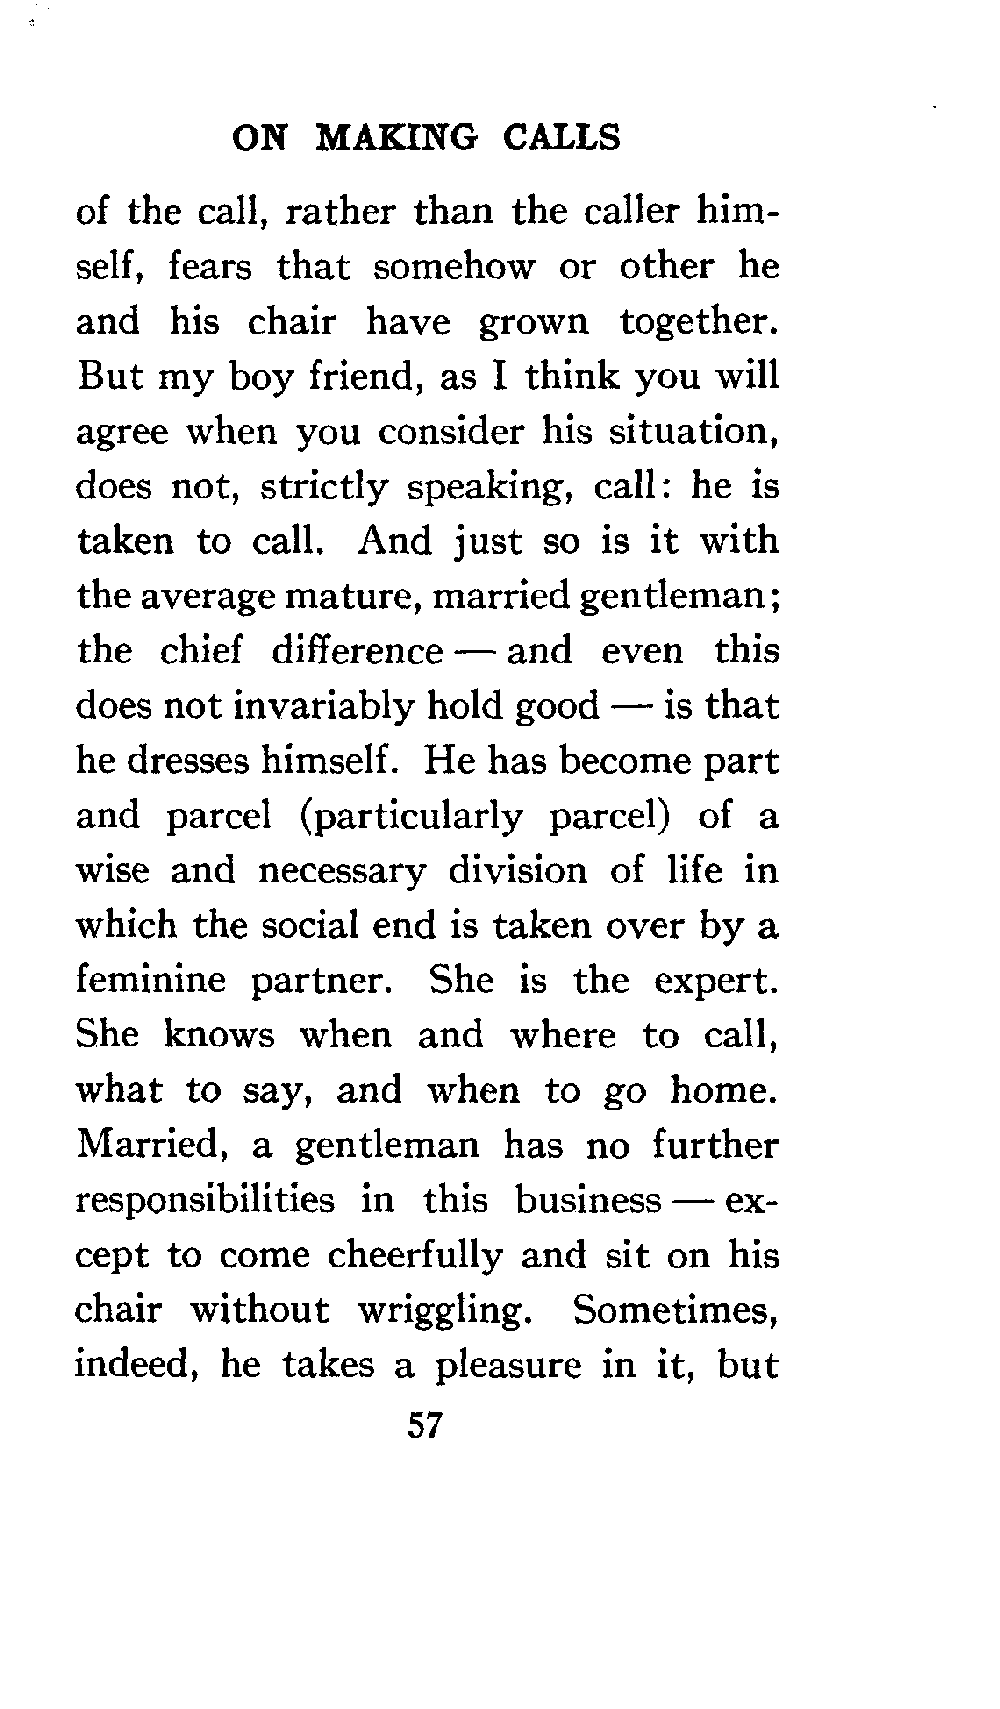 ON MAKING CALLS
of the call, rather than the caller him-
self, fears that somehow or other he
and his chair have grown together.
But my boy friend, as I think you will
agree when you consider his situation,
does not, strictly speaking, call: he is
taken to call. And just so is it with
the average mature, married gentleman;
the chief difference — and even this
does not invariably hold good — is that
he dresses himself. He has become part
and parcel (particularly parcel) of a
wise and necessary division of life in
which the social end is taken over by a
feminine partner. She is the expert.
She knows when and where to call,
what to say, and when to go home.
Married, a gentleman has no further
responsibilities in this business — ex-
cept to come cheerfully and sit on his
chair without wriggling. Sometimes,
indeed, he takes a pleasure in it, but
57